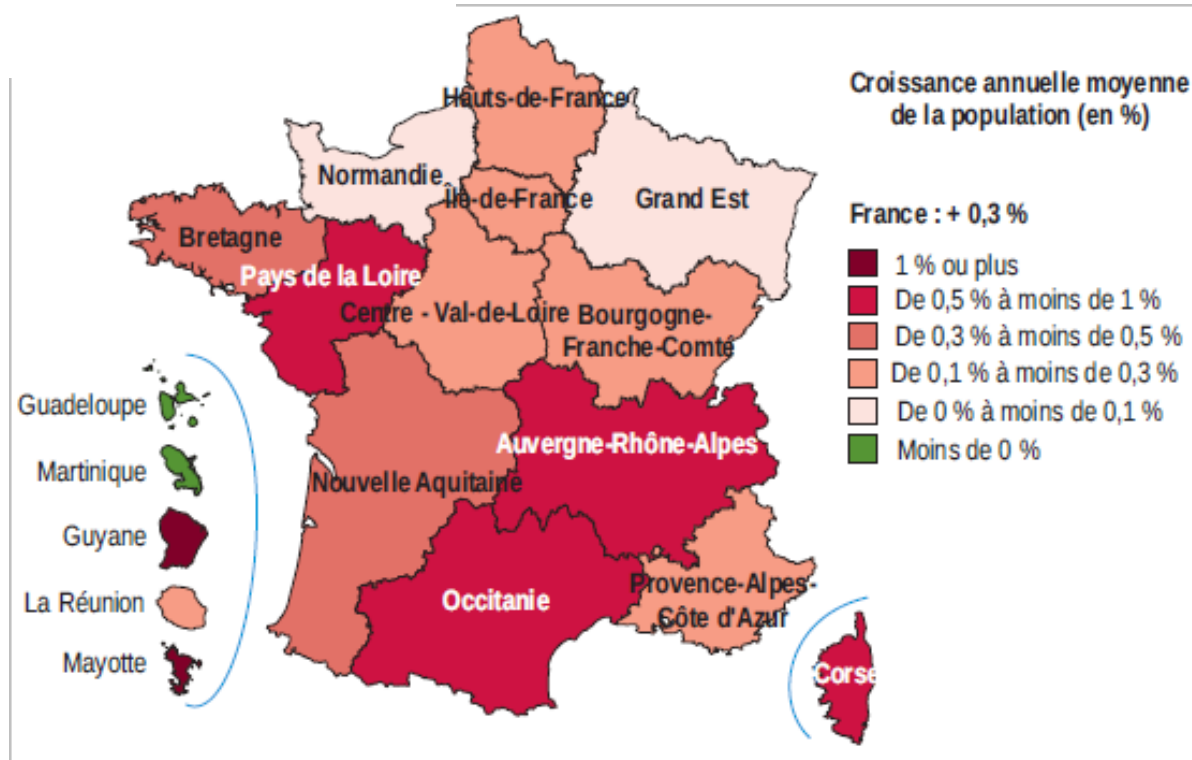 Croissance annuelle moyenne
de la population (en %)
France : + 0,3 %
1 % ou plus
De 0,5 % à moins de 1 %
De 0,3 % à moins de 0,5 %
De 0,1 % à moins de 0,3 %
De 0 % à moins de 0,1 %
Moins de 0 %
Hauts-de-France
Normandie
Île-de-France
Grand Est
Bretagne
Pays de la Loire
Centre - Val-de-Loire
Bourgogne-
Franche-Comté
Auvergne-Rhône-Alpes
Nouvelle Aquitaine
Occitanie
Provence-Alpes-
Côte d'Azur
Corse
Guadeloupe
Martinique
Guyane
La Réunion
Mayotte